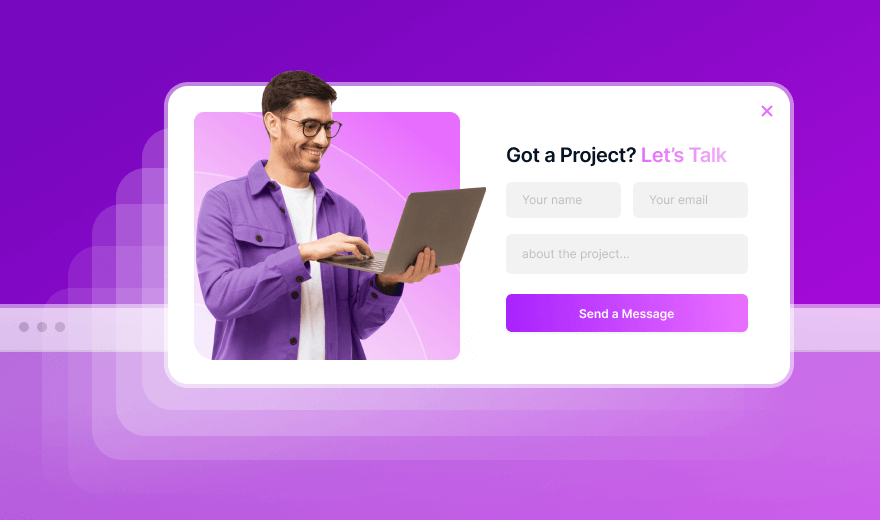 Got a Project? Let's Talk
Your name
Your email
about the project...
Send a Message